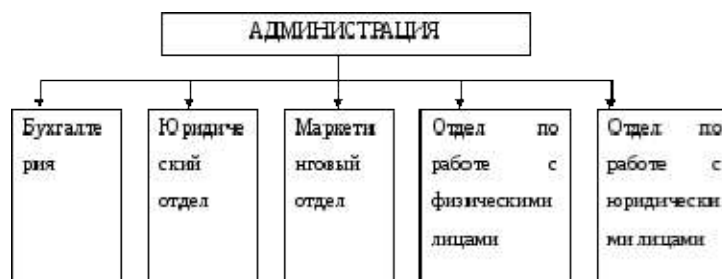 АДМИНИСТРАЦИЯ
Бухгалте
рия
Юридиче
ский
отдел
Маркети
нговый
отдел
Отдел по
работе с
физическими
лицами
Отдел по
работе с
юридически
ми лицами